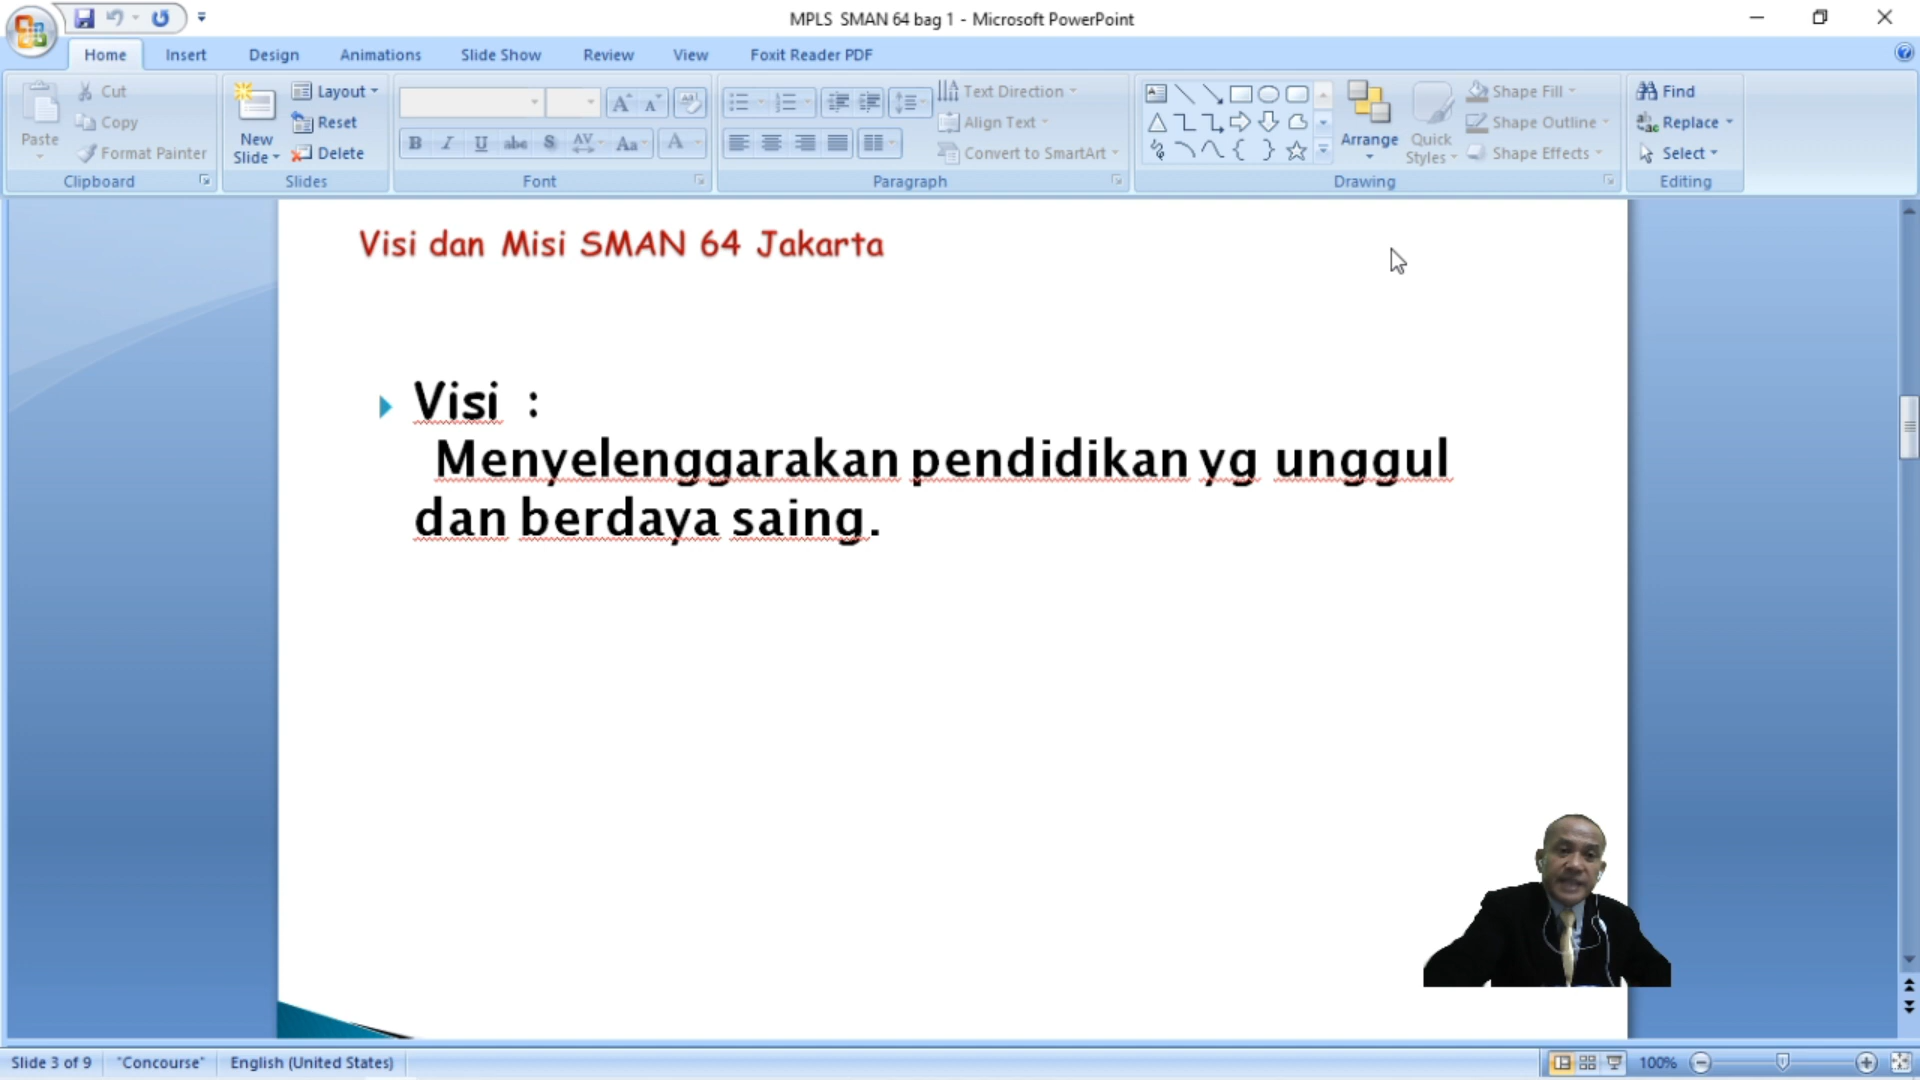 MPLS  SMAN 64 bag 1 - Microsoft PowerPoint
Home Insert Design Animations Slide Show Review View Foxit Reader PDF
Paste
Cut
Copy
Format Painter
Clipboard
New Slide
Layout
Reset
Delete
Slides
Font
Text Direction
Align Text
Convert to SmartArt
Paragraph
Arrange
Quick Styles
Shape Fill
Shape Outline
Shape Effects
Drawing
Find
Replace
Select
Editing
Visi dan Misi SMAN 64 Jakarta
Visi :
Menyelenggarakan pendidikan yg unggul
dan berdaya saing.
Slide 3 of 9 "Concourse" English (United States) 100%